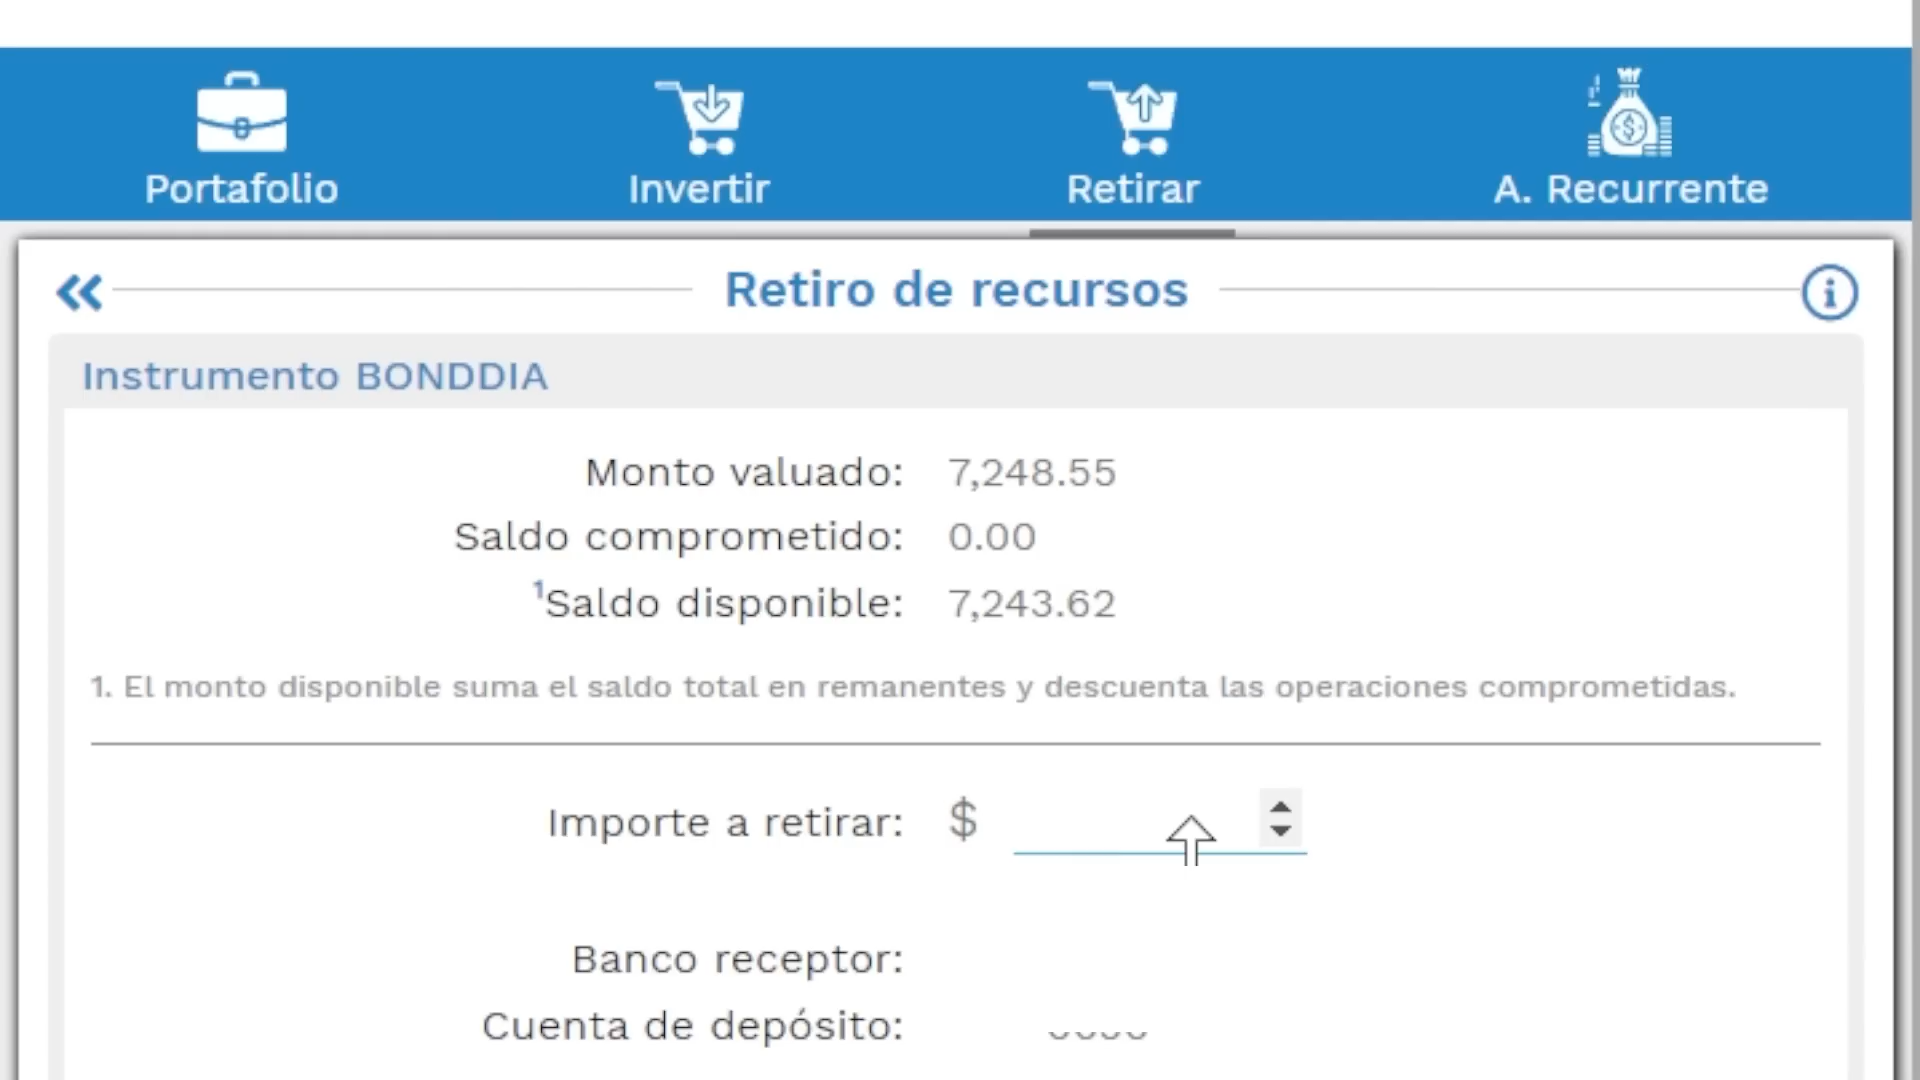 Portafolio
Invertir
Retirar
A. Recurrente
Retiro de recursos
Instrumento BONDDIA
Monto valuado: 7,248.55
Saldo comprometido: 0.00
¹Saldo disponible: 7,243.62
1. El monto disponible suma el saldo total en remanentes y descuenta las operaciones comprometidas.
Importe a retirar: $
Banco receptor:
Cuenta de depósito: